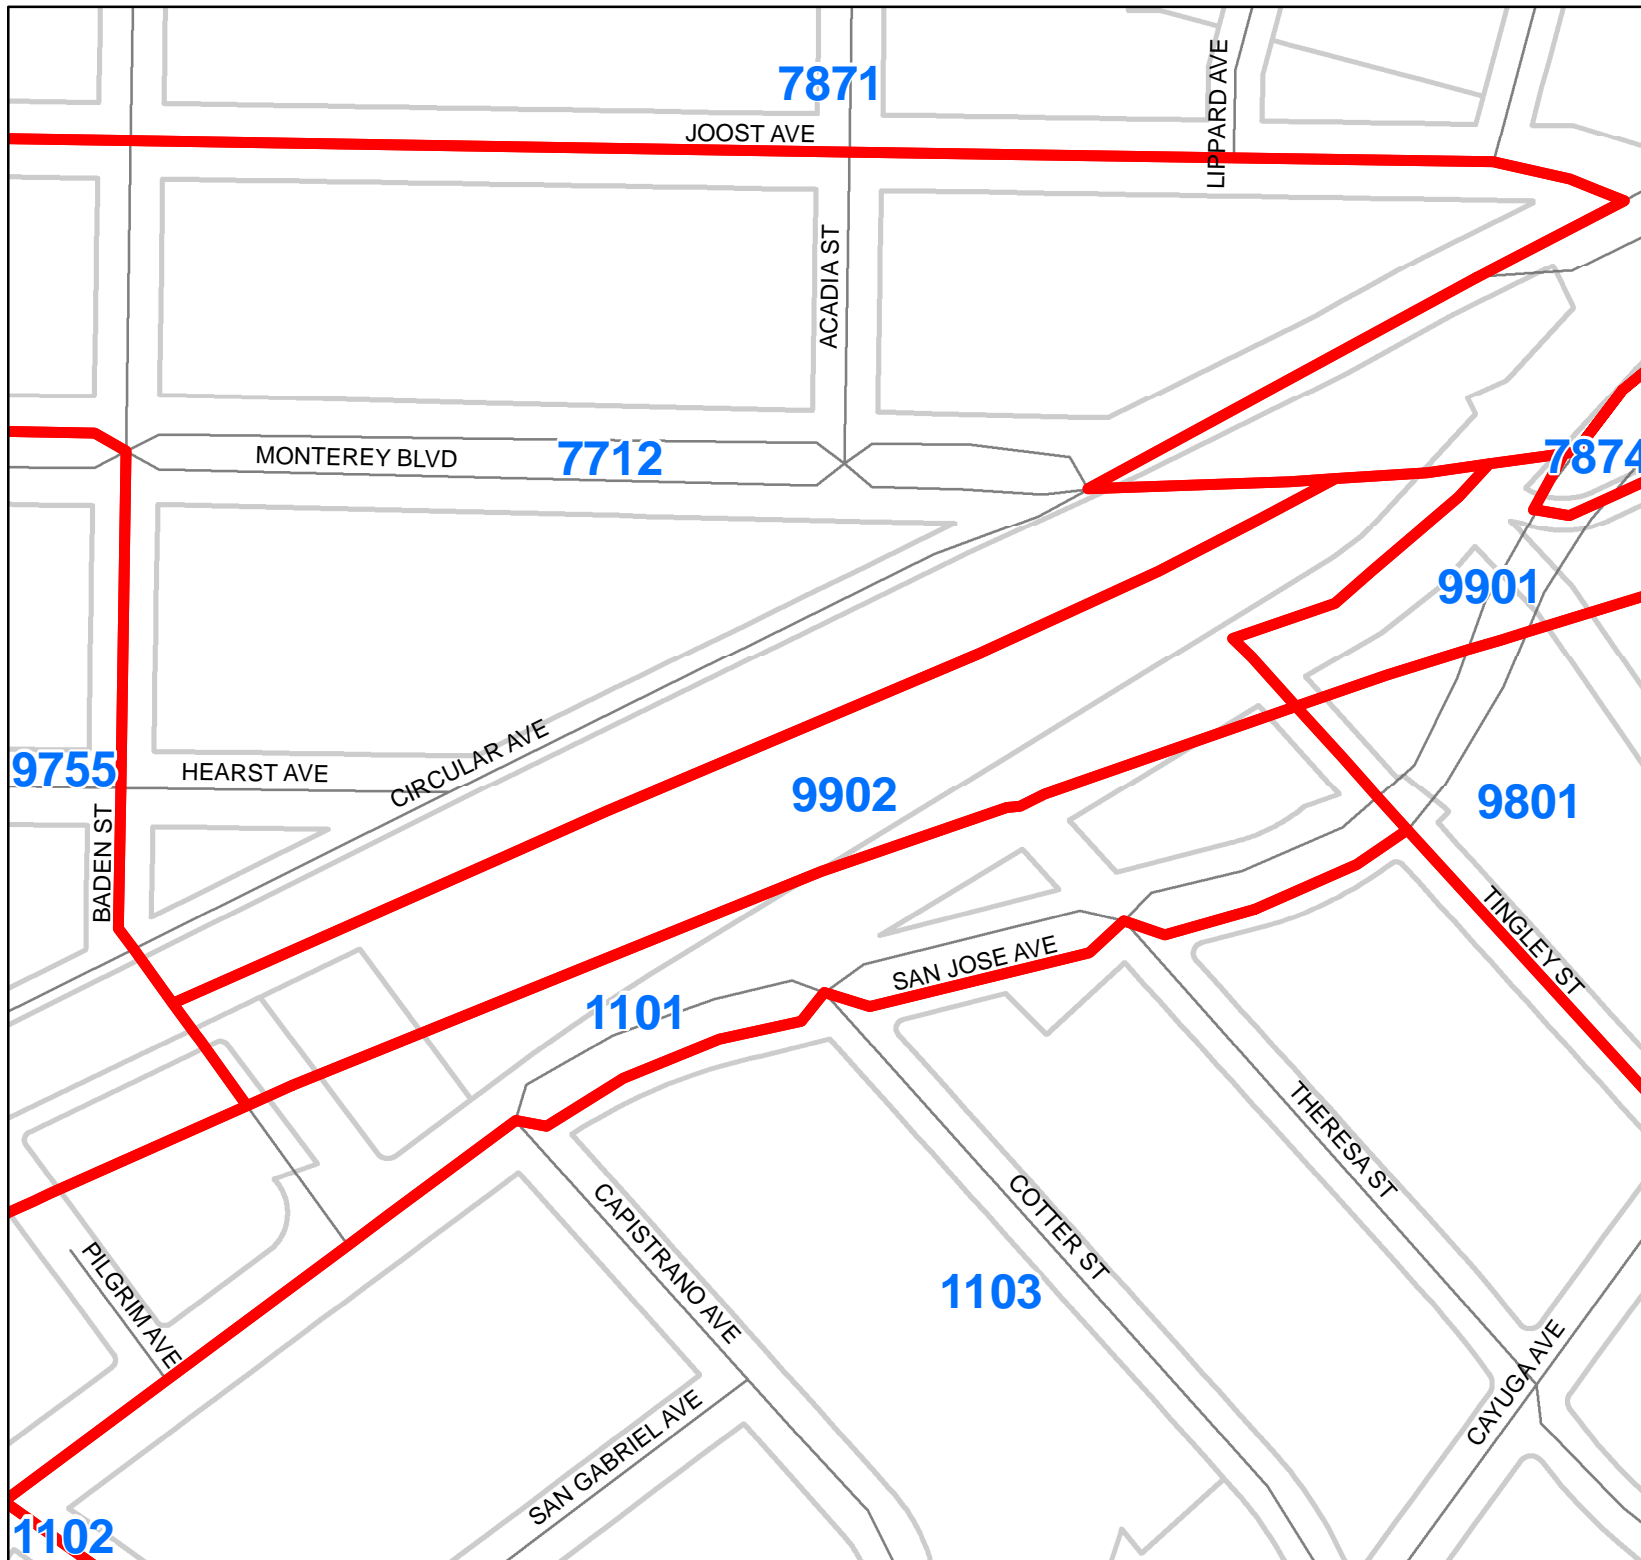 7871
LIPPARD AVE
JOOST AVE
ACADIA ST
MONTEREY BLVD
7712
7874
9901
CIRCULAR AVE
9755
HEARST AVE
9902
9801
BADEN ST
TINGLEY ST
SAN JOSE AVE
1101
THERESA ST
CAPISTRANO AVE
COTTER ST
PILGRIM AVE
1103
CAYUGA AVE
SAN GABRIEL AVE
1102